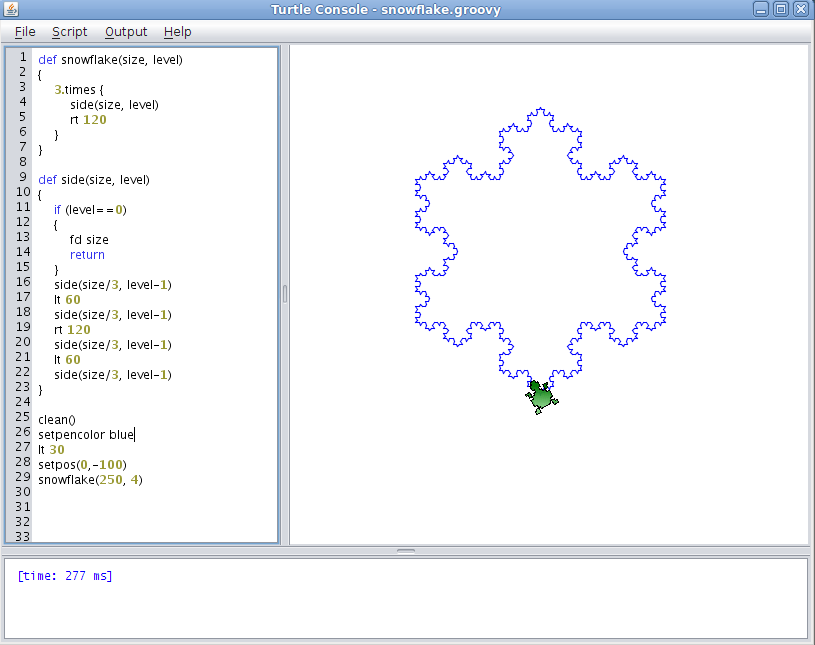 Turtle Console - snowflake.groovy
File Script Output Help
1 def snowflake(size, level)
2 {
3 3.times {
4 side(size, level)
5 rt 120
6 }
7 }
8
9 def side(size, level)
10 {
11 if (level==0)
12 {
13 fd size
14 return
15 }
16 side(size/3, level-1)
17 lt 60
18 side(size/3, level-1)
19 rt 120
20 side(size/3, level-1)
21 lt 60
22 side(size/3, level-1)
23 }
24
25 clean()
26 setpencolor blue
27 lt 30
28 setpos(0,-100)
29 snowflake(250, 4)
30
31
32
33
[time: 277 ms]